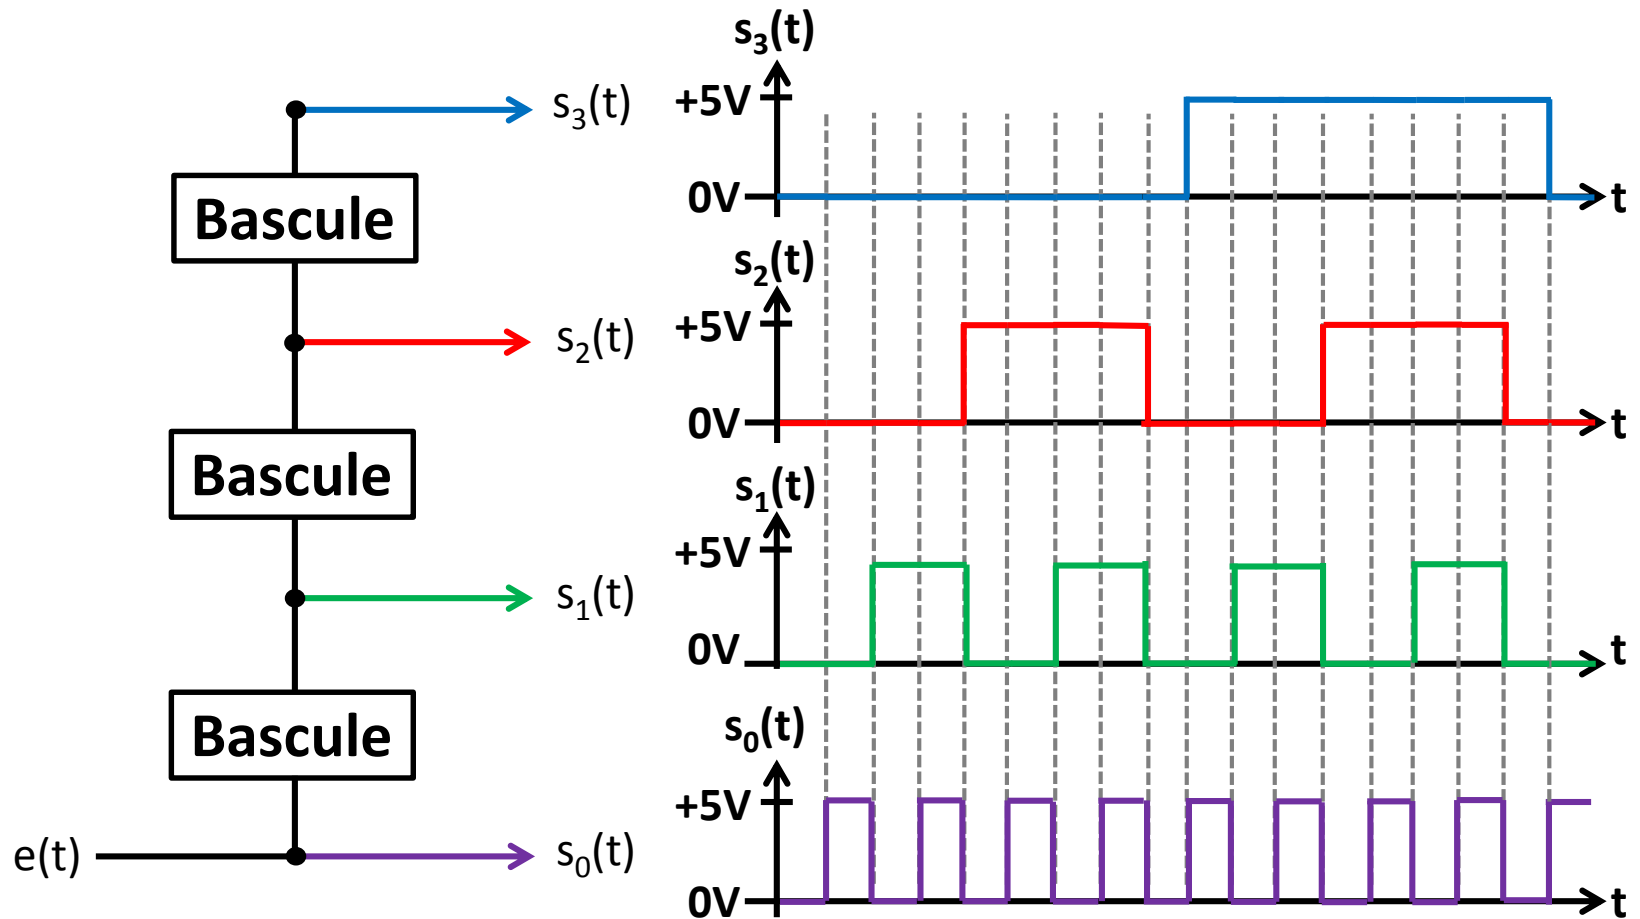 s₃(t)
Bascule
s₂(t)
Bascule
s₁(t)
Bascule
e(t)
s₀(t)
s₃(t)
+5V
0V
t
s₂(t)
+5V
0V
t
s₁(t)
+5V
0V
t
s₀(t)
+5V
0V
t